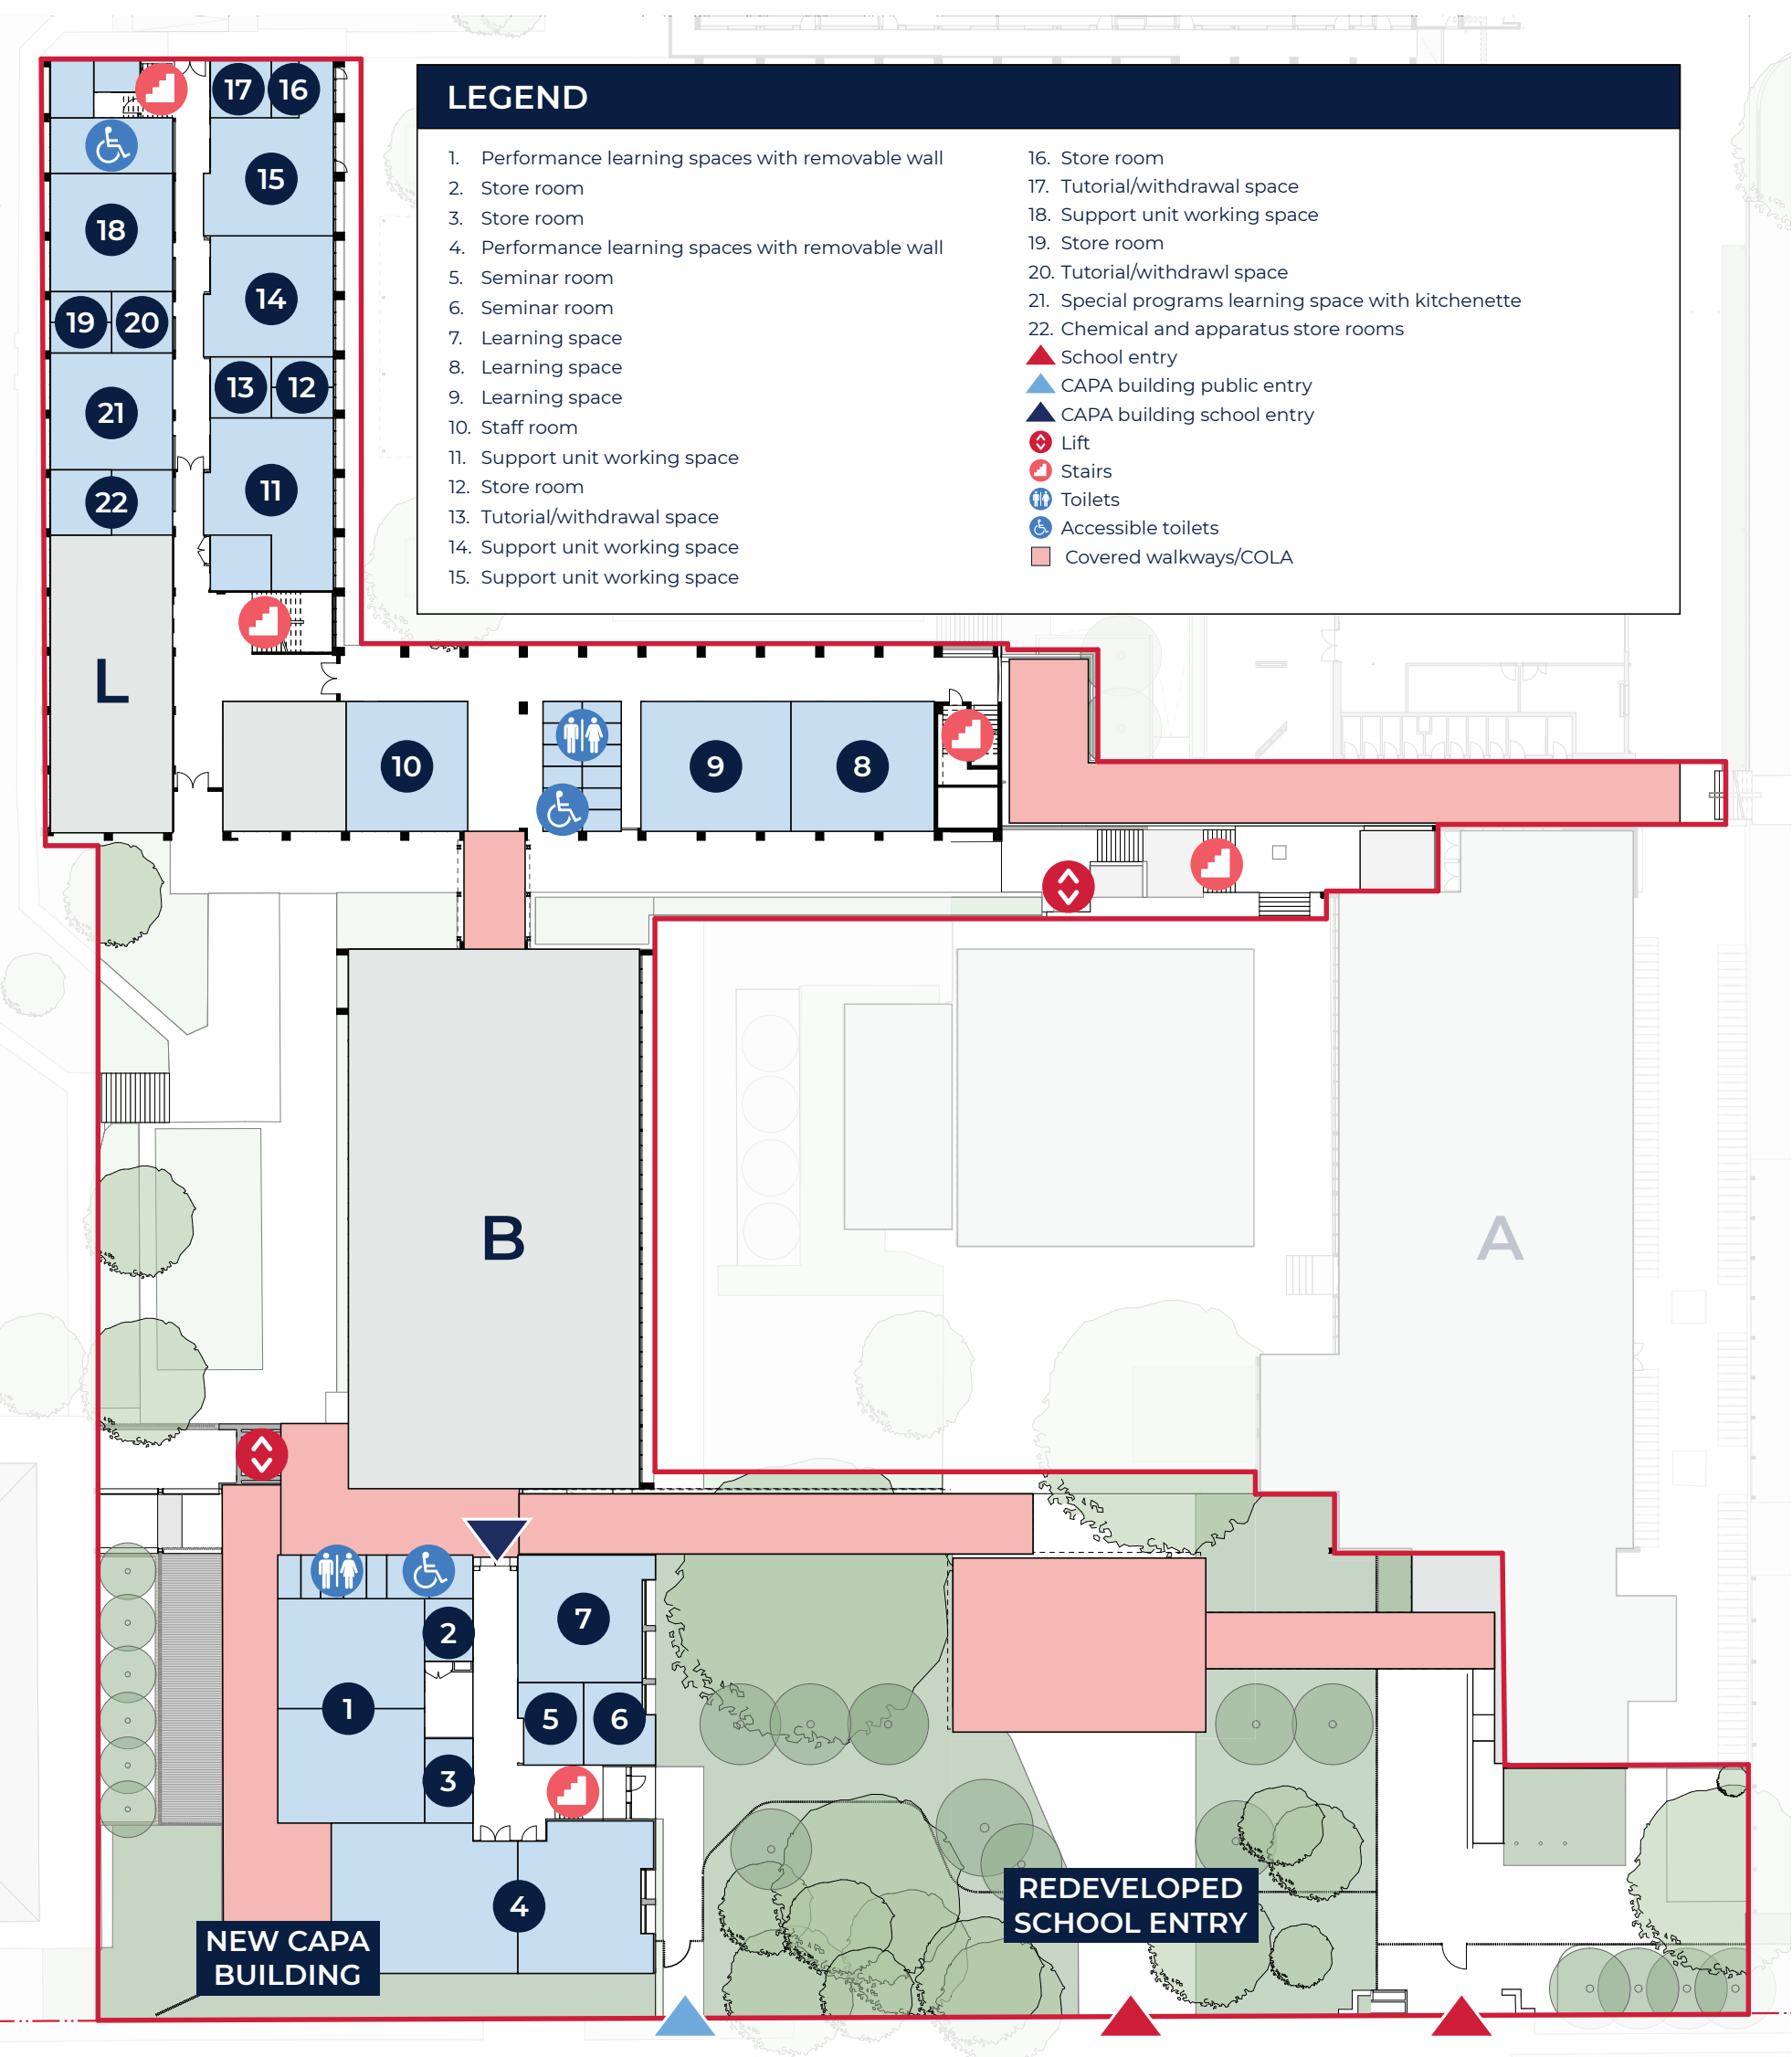 LEGEND
1. Performance learning spaces with removable wall
2. Store room
3. Store room
4. Performance learning spaces with removable wall
5. Seminar room
6. Seminar room
7. Learning space
8. Learning space
9. Learning space
10. Staff room
11. Support unit working space
12. Store room
13. Tutorial/withdrawal space
14. Support unit working space
15. Support unit working space
16. Store room
17. Tutorial/withdrawal space
18. Support unit working space
19. Store room
20. Tutorial/withdrawl space
21. Special programs learning space with kitchenette
22. Chemical and apparatus store rooms
School entry
CAPA building public entry
CAPA building school entry
Lift
Stairs
Toilets
Accessible toilets
Covered walkways/COLA
17 16
15
18
14
19 20
13 12
21
11
22
L
10
9
8
B
A
7
2
1
5 6
3
4
NEW CAPA
BUILDING
REDEVELOPED
SCHOOL ENTRY